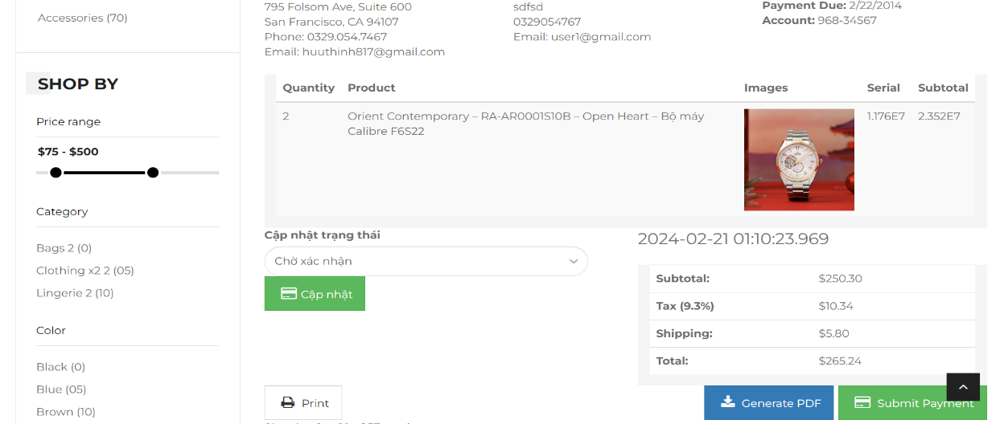 Accessories (70)
SHOP BY
Price range
$75 - $500
Category
Bags 2 (0)
Clothing x2 2 (05)
Lingerie 2 (10)
Color
Black (0)
Blue (05)
Brown (10)
795 Folsom Ave, Suite 600
San Francisco, CA 94107
Phone: 0329.054.7467
Email: huuthinh817@gmail.com
sdfsd
0329054767
Email: user1@gmail.com
Payment Due: 2/22/2014
Account: 968-34567
Quantity Product Images Serial Subtotal
2 Orient Contemporary – RA-AR0001S10B – Open Heart – Bộ máy 1.176E7 2.352E7
Calibre F6S22
Cập nhật trạng thái
Chờ xác nhận
Cập nhật
2024-02-21 01:10:23.969
Subtotal: $250.30
Tax (9.3%) $10.34
Shipping: $5.80
Total: $265.24
Print
Generate PDF
Submit Payment